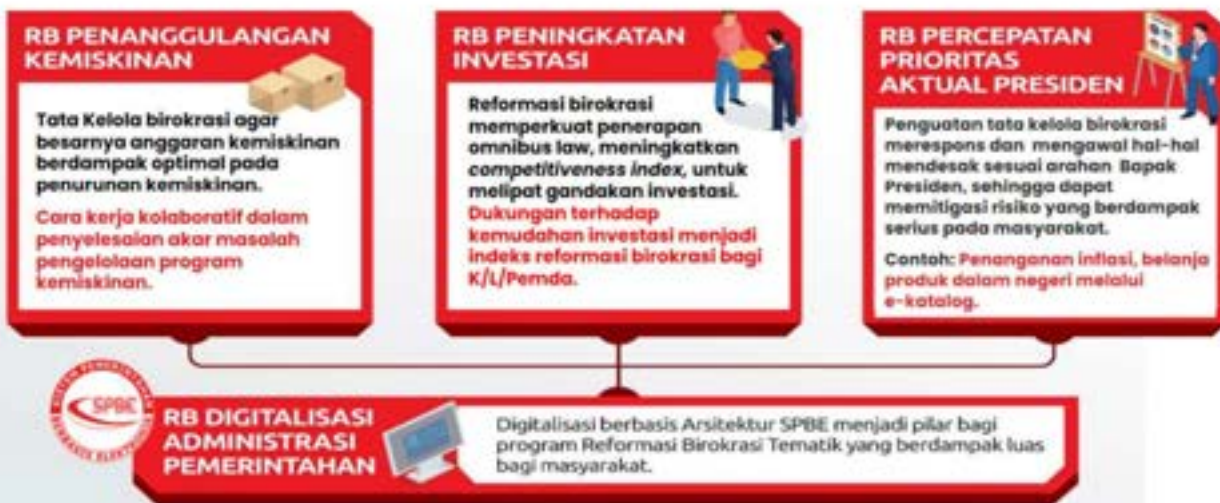 RB PENANGGULANGAN
KEMISKINAN
Tata Kelola birokrasi agar
besarnya anggaran kemiskinan
berdampak optimal pada
penurunan kemiskinan.
Cara kerja kolaboratif dalam
penyelesaian akar masalah
pengelolaan program
kemiskinan.
RB PENINGKATAN
INVESTASI
Reformasi birokrasi
memperkuat penerapan
omnibus law, meningkatkan
competitiveness index, untuk
melipat gandakan investasi.
Dukungan terhadap
kemudahan investasi menjadi
indeks reformasi birokrasi bagi
K/L/Pemda.
RB PERCEPATAN
PRIORITAS
AKTUAL PRESIDEN
Penguatan tata kelola birokrasi
merespons dan mengawal hal-hal
mendesak sesuai arahan Bapak
Presiden, sehingga dapat
memitigasi risiko yang berdampak
serius pada masyarakat.
Contoh: Penanganan inflasi, belanja
produk dalam negeri melalui
e-katalog.
SISTEM PEMERINTAHAN
SPBE
BERBASIS ELEKTRONIK
RB DIGITALISASI
ADMINISTRASI
PEMERINTAHAN
Digitalisasi berbasis Arsitektur SPBE menjadi pilar bagi
program Reformasi Birokrasi Tematik yang berdampak luas
bagi masyarakat.